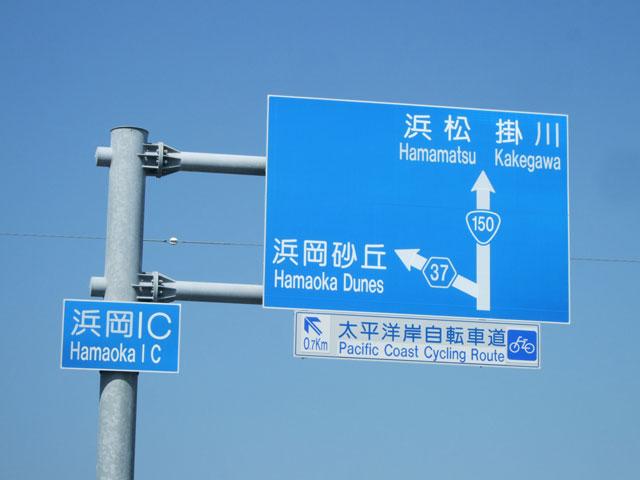 浜松 掛川
Hamamatsu Kakegawa
150
浜岡砂丘
37
Hamaoka Dunes
浜岡IC
Hamaoka IC
0.7Km
太平洋岸自転車道
Pacific Coast Cycling Route